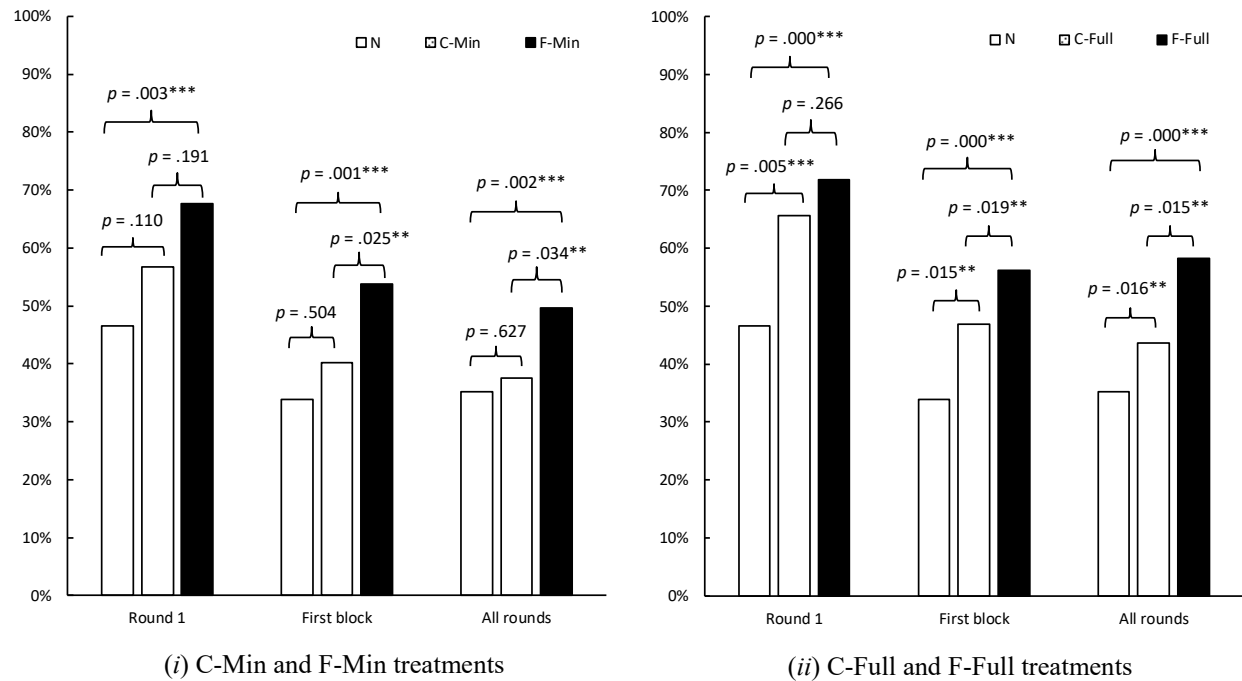 100%
90%
80%
70%
60%
50%
40%
30%
20%
10%
0%
N C-Min F-Min
p = .003***
p = .191
p = .110
p = .001***
p = .025**
p = .504
p = .002***
p = .034**
p = .627
Round 1 First block All rounds
(i) C-Min and F-Min treatments
100%
90%
80%
70%
60%
50%
40%
30%
20%
10%
0%
N C-Full F-Full
p = .000***
p = .266
p = .005***
p = .000***
p = .019**
p = .015**
p = .000***
p = .015**
p = .016**
Round 1 First block All rounds
(ii) C-Full and F-Full treatments